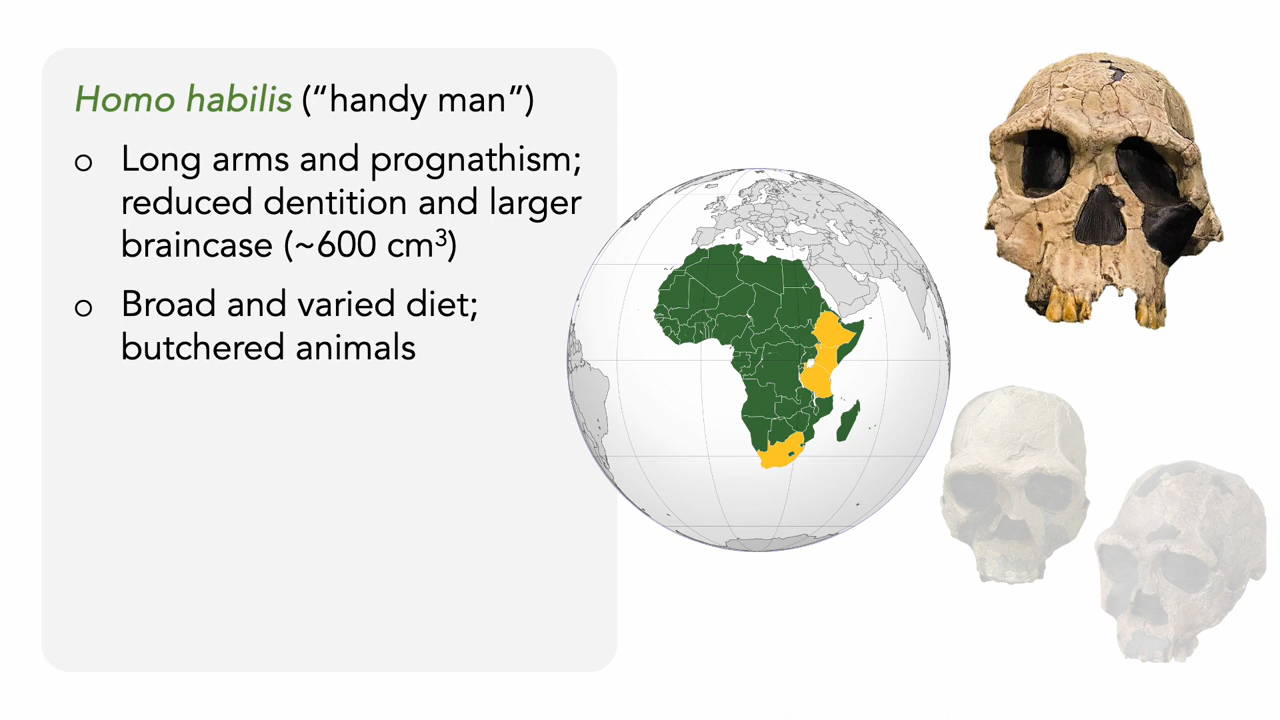 Homo habilis (“handy man”)
o Long arms and prognathism;
reduced dentition and larger
braincase (~600 cm³)
o Broad and varied diet;
butchered animals